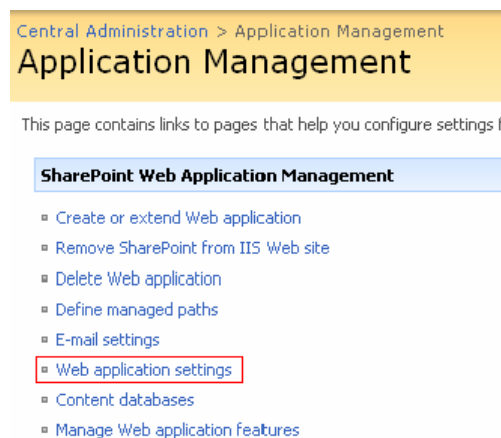 Central Administration > Application Management
Application Management
This page contains links to pages that help you configure settings
SharePoint Web Application Management
Create or extend Web application
Remove SharePoint from IIS Web site
Delete Web application
Define managed paths
E-mail settings
Web application settings
Content databases
Manage Web application features